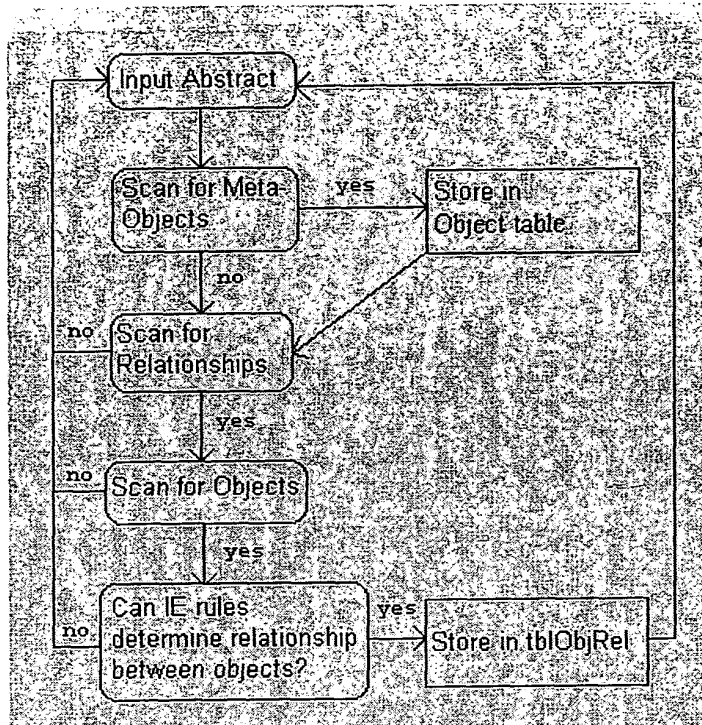 Input Abstract
Scan for Meta-
Objects
yes
Store in
Object table
no
no
Scan for
Relationships
yes
no
Scan for Objects
yes
Can IE rules
determine relationship
between objects?
no
yes
Store in tblObjRel